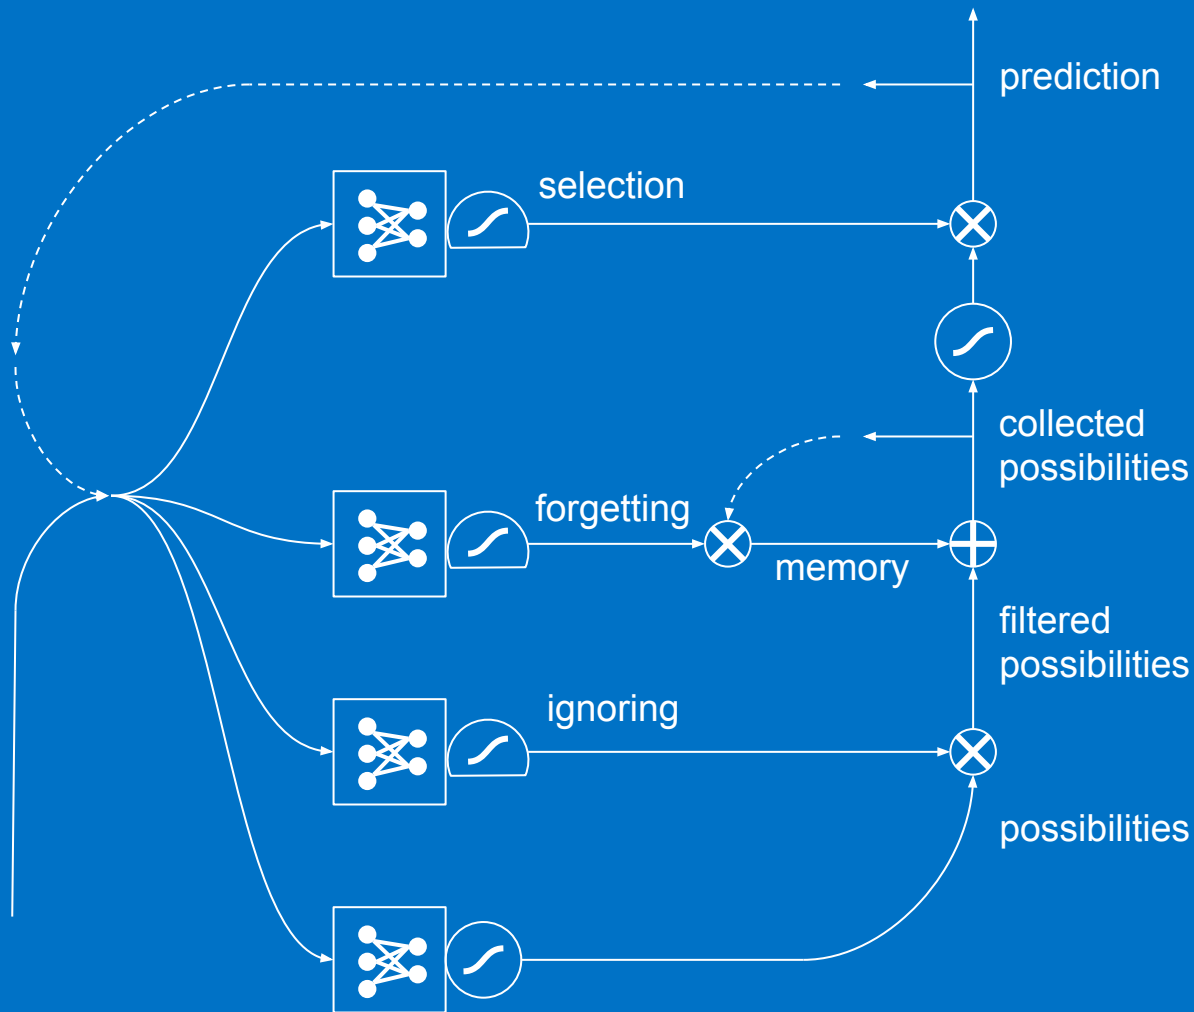 prediction
selection
collected
possibilities
forgetting
memory
filtered
possibilities
ignoring
possibilities